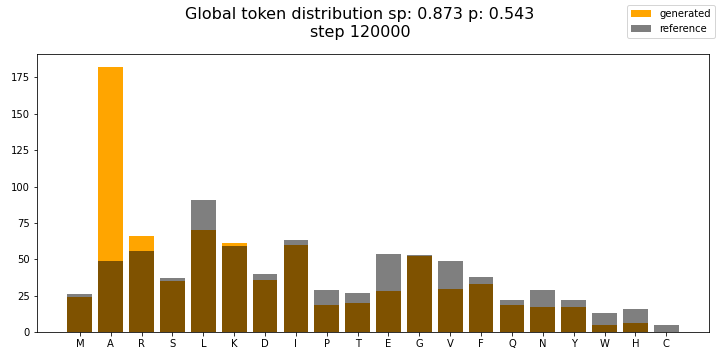 Global token distribution sp: 0.873 p: 0.543
step 120000
generated
reference
175
150
125
100
75
50
25
0
M A R S L K D I P T E G V F Q N Y W H C